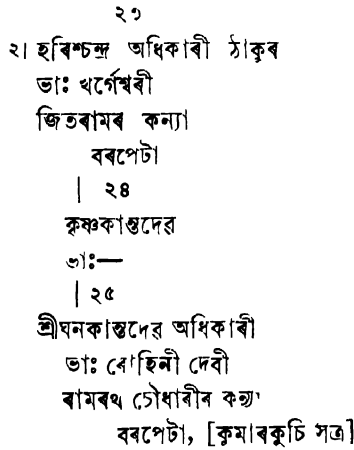 ২৩
২। হৰিশ্চন্দ্ৰ অধিকাৰী ঠাকুৰ
ভাঃ খৰ্গেশ্বৰী
জিতৰামৰ কন্যা
বৰপেটা
| ২৪
কৃষ্ণকান্তদেৱ
ভাঃ—
| ২৫
শ্ৰীঘনকান্তদেৱ অধিকাৰী
ভাঃ ৰোহিনী দেবী
ৰামৰথ চৌধাৰীৰ কন্যা
বৰপেটা, [কুমাৰকুচি সত্ৰ]